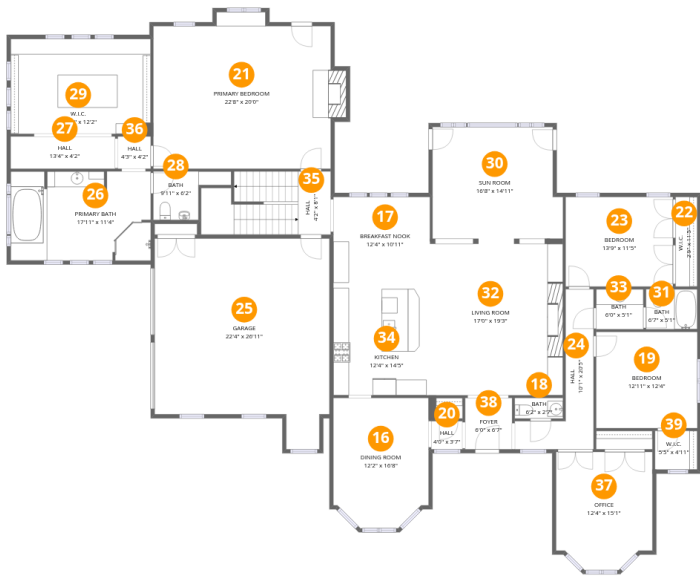 21
PRIMARY BEDROOM
22'8" x 20'0"
29
W.I.C.
x 12'2"
27
HALL
13'4" x 4'2"
36
HALL
4'3" x 4'2"
28
BATH
9'11" x 6'2"
26
PRIMARY BATH
17'11" x 11'4"
35
HALL
4'2" x 8'1"
30
SUN ROOM
16'8" x 14'11"
17
BREAKFAST NOOK
12'4" x 10'11"
23
BEDROOM
13'9" x 11'5"
22
W.I.C.
25
GARAGE
22'4" x 26'11"
32
LIVING ROOM
17'0" x 19'3"
33
BATH
6'0" x 5'1"
31
BATH
6'7" x 5'1"
34
KITCHEN
12'4" x 14'5"
24
HALL
10'1" x 20'5"
19
BEDROOM
12'11" x 12'4"
18
BATH
6'2" x 2'7"
20
HALL
4'0" x 3'7"
38
FOYER
6'0" x 6'7"
39
W.I.C.
5'5" x 4'11"
16
DINING ROOM
12'2" x 16'8"
37
OFFICE
12'4" x 15'1"